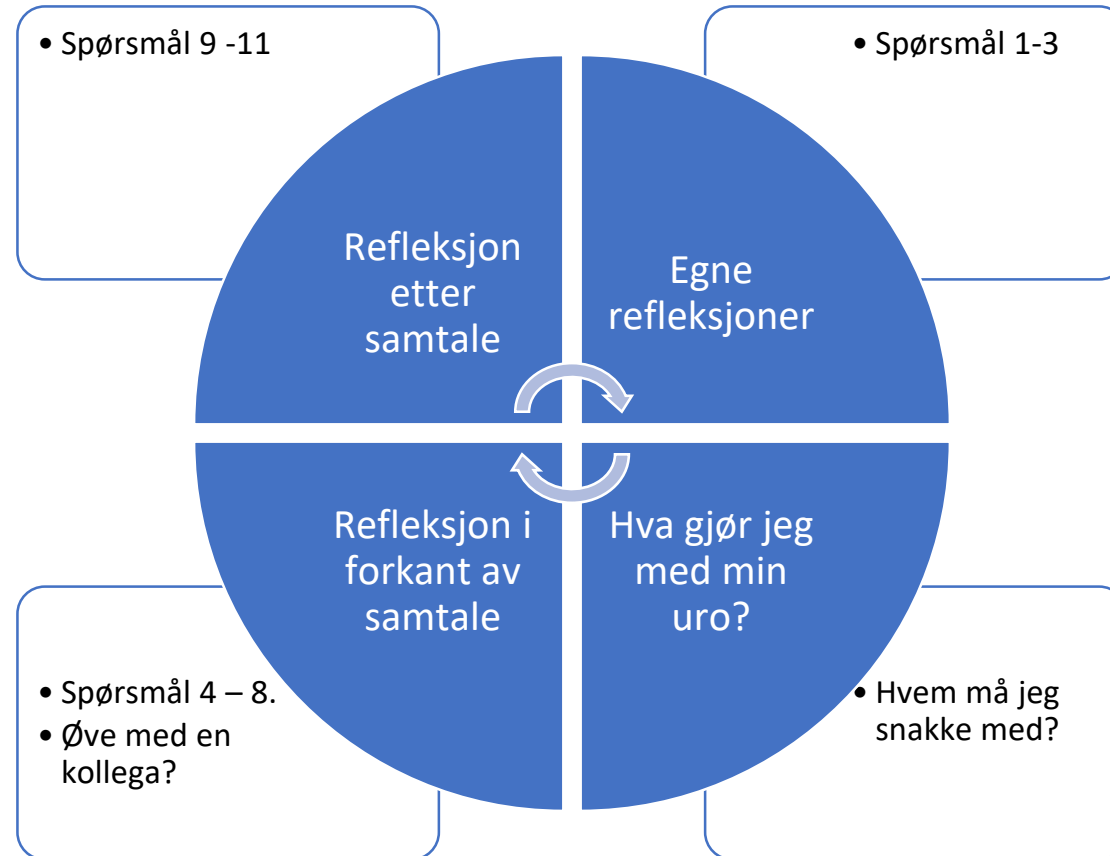 • Spørsmål 9 -11
• Spørsmål 1-3
Refleksjon
etter
samtale
Egne
refleksjoner
Refleksjon i
forkant av
samtale
Hva gjør jeg
med min
uro?
• Spørsmål 4 – 8.
• Øve med en
kollega?
• Hvem må jeg
snakke med?